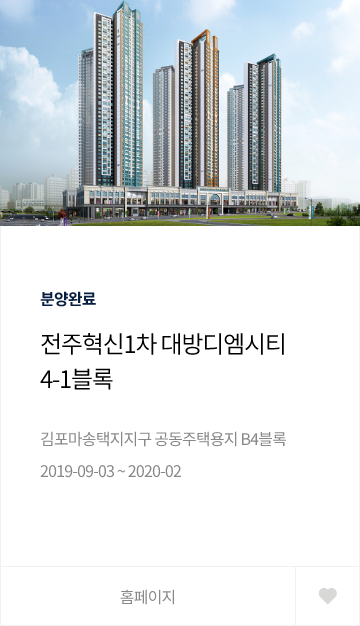 분양완료
전주혁신1차 대방디엠시티
4-1블록
김포마송택지지구 공동주택용지 B4블록
2019-09-03 ~ 2020-02
홈페이지